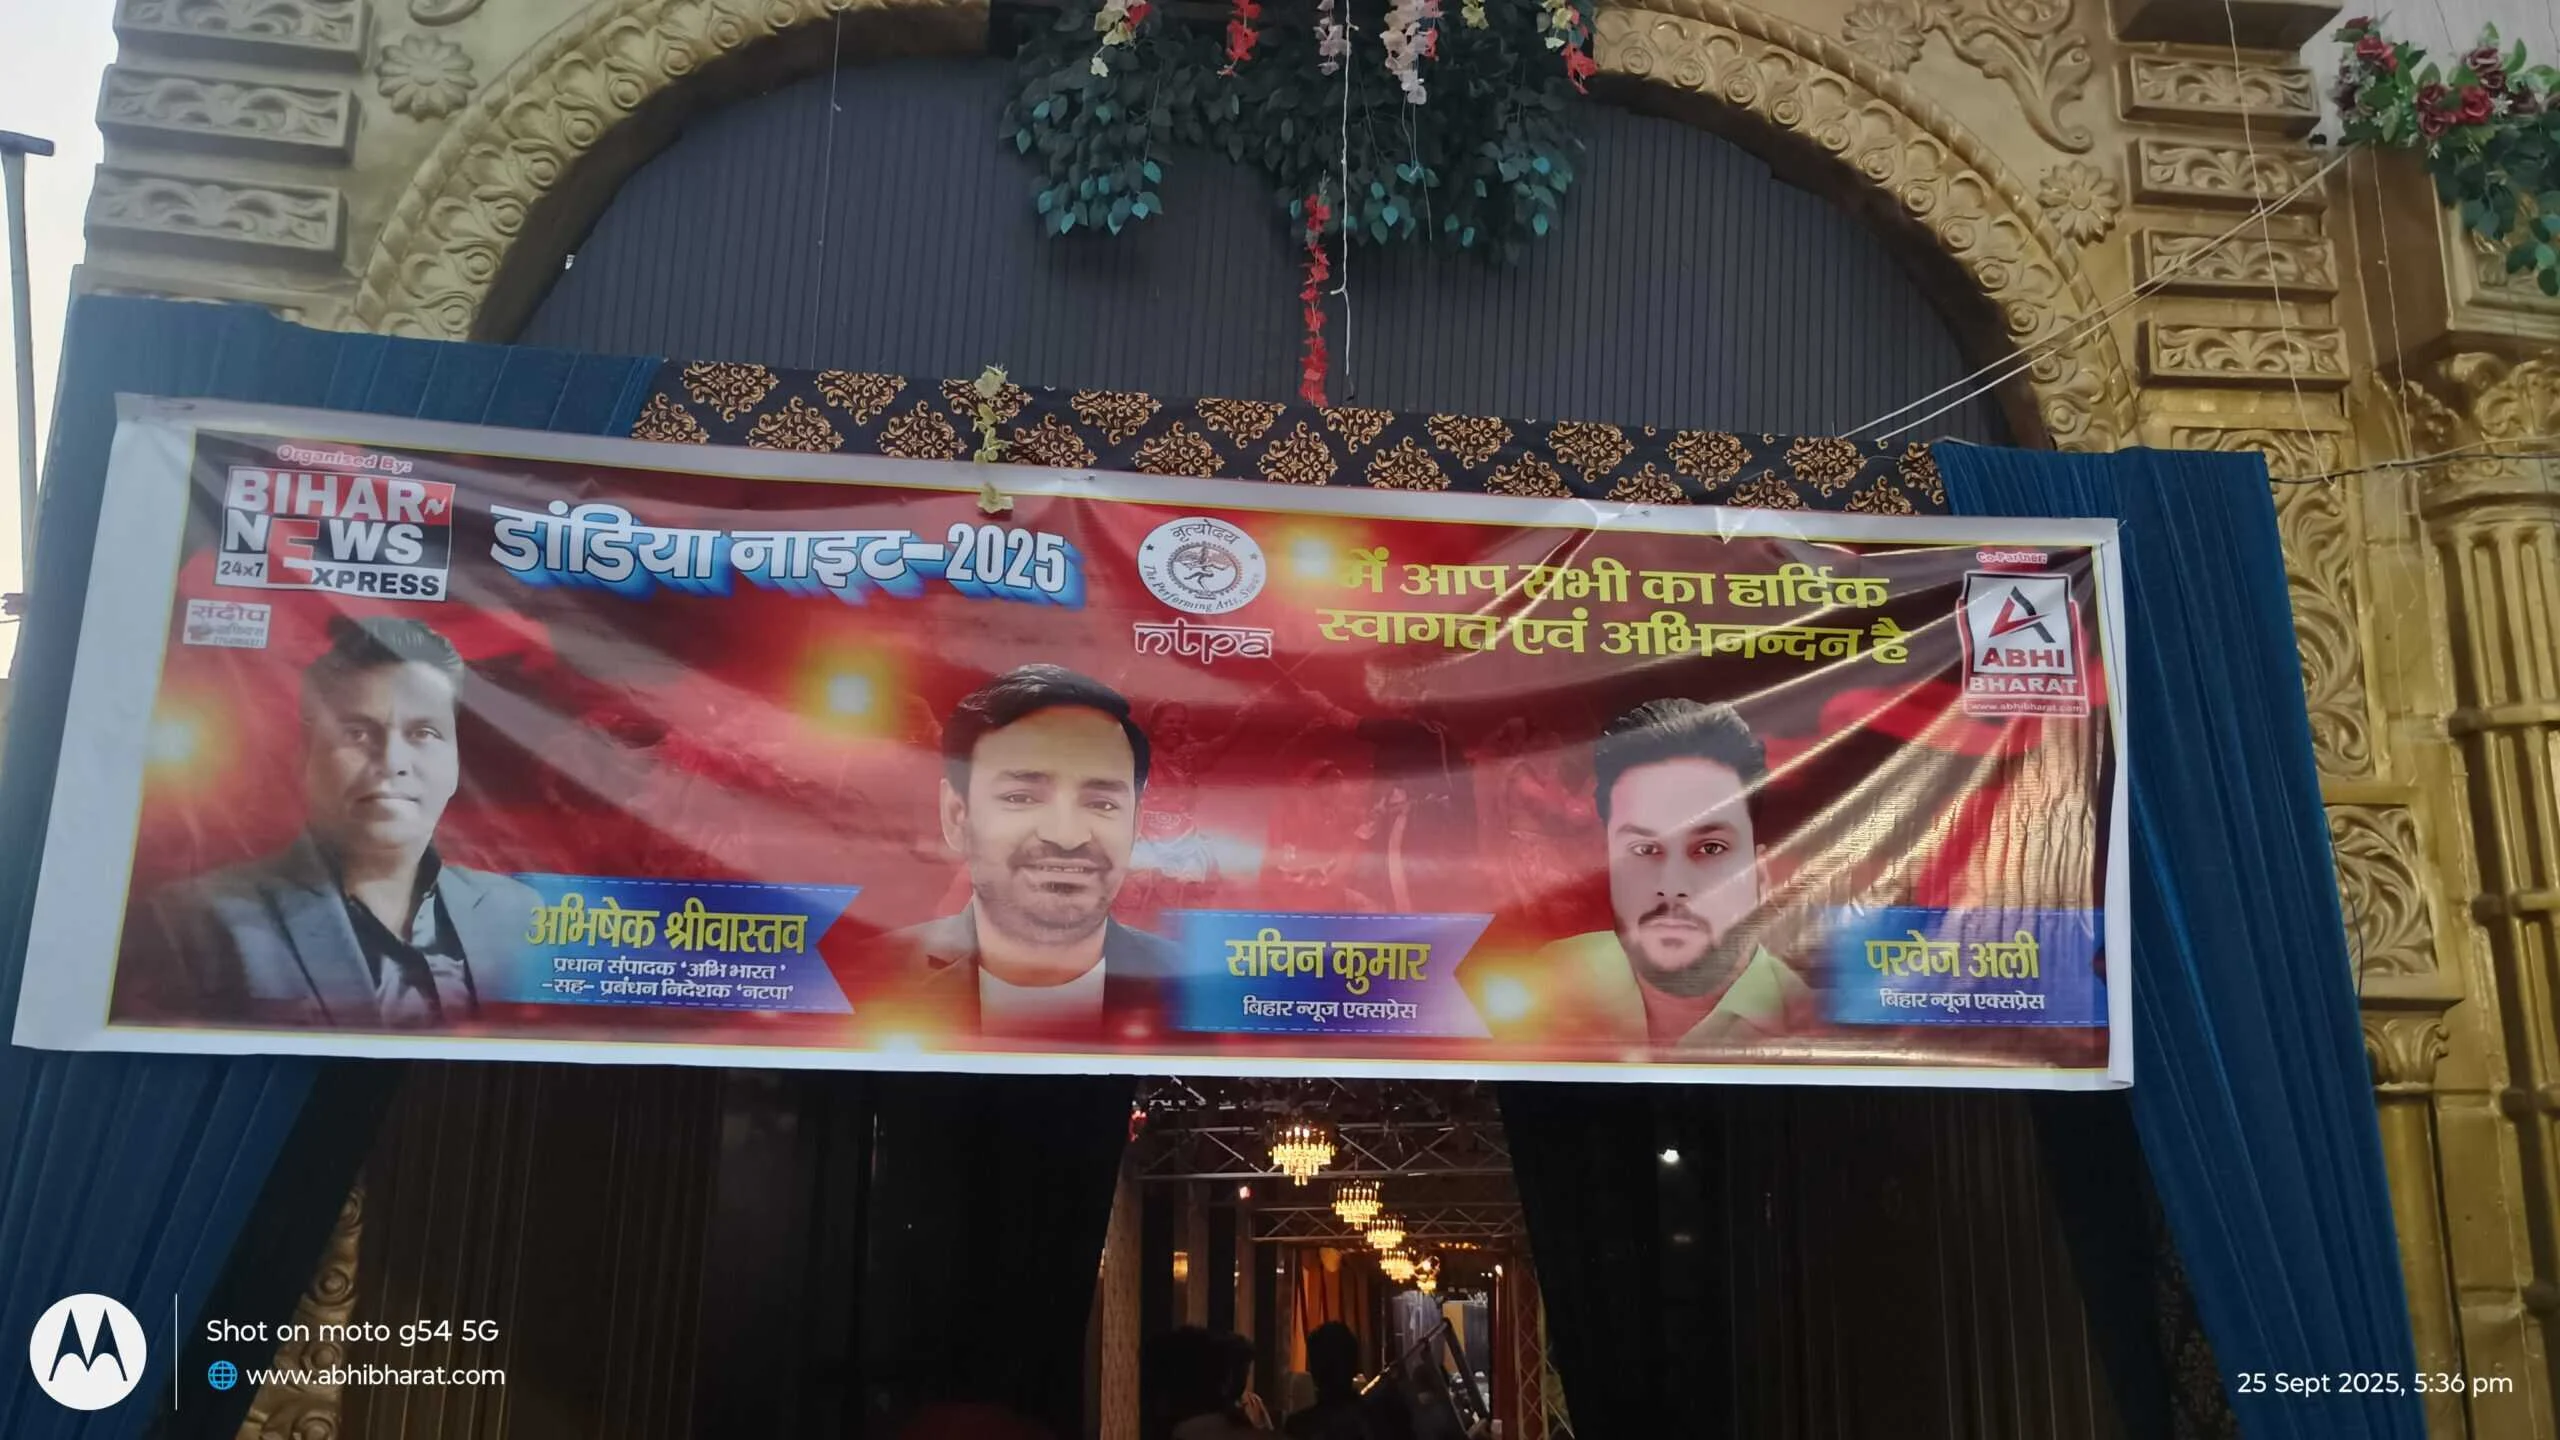 Organised By:
BIHAR
NEWS
24x7 EXPRESS
संदीप
डांडिया नाइट-2025
नृत्योदय
The Performing Arts
ntpa
में आप सभी का हार्दिक
स्वागत एवं अभिनन्दन है
Co-Partner:
ABHI
BHARAT
www.abhibharat.com
अभिषेक श्रीवास्तव
प्रधान संपादक 'अभि भारत'
-सह- प्रबंधन निदेशक 'नटपा'
सचिन कुमार
बिहार न्यूज एक्सप्रेस
परवेज अली
बिहार न्यूज एक्सप्रेस
Shot on moto g54 5G
www.abhibharat.com
25 Sept 2025, 5:36 pm